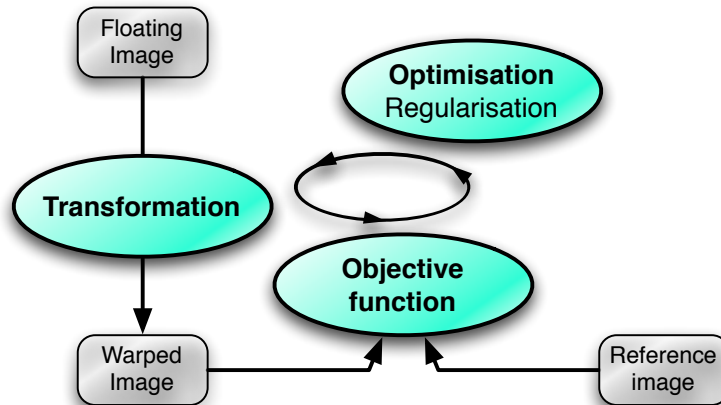 Floating
Image
Optimisation
Regularisation
Transformation
Objective
function
Warped
Image
Reference
image